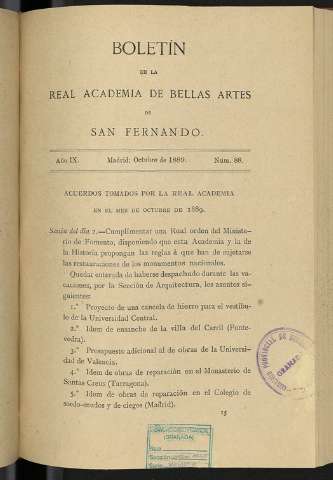 BOLETÍN
DE LA
REAL ACADEMIA DE BELLAS ARTES
DE
SAN FERNANDO.
Año IX. Madrid: Octubre de 1889. Núm. 88.
ACUERDOS TOMADOS POR LA REAL ACADEMIA
EN EL MES DE OCTUBRE DE 1889.
Sesión del día 2.—Cumplimentar una Real orden del Ministe-
rio de Fomento, disponiendo que esta Academia y la de
la Historia propongan las reglas á que han de sujetarse
las restauraciones de los monumentos nacionales.
Quedar enterada de haberse despachado durante las va-
caciones, por la Sección de Arquitectura, los asuntos si-
guientes:
1.º Proyecto de una cancela de hierro para el vestíbu-
lo de la Universidad Central.
2.º Idem de ensanche de la villa del Carril (Ponte-
vedra).
3.º Presupuesto adicional al de obras de la Universi-
dad de Valencia.
4.º Idem de obras de reparación en el Monasterio de
Santas Creus (Tarragona).
5.º Idem de obras de reparación en el Colegio de
sordo-mudos y de ciegos (Madrid).
15
PROVINCIAL DE
GRANADA